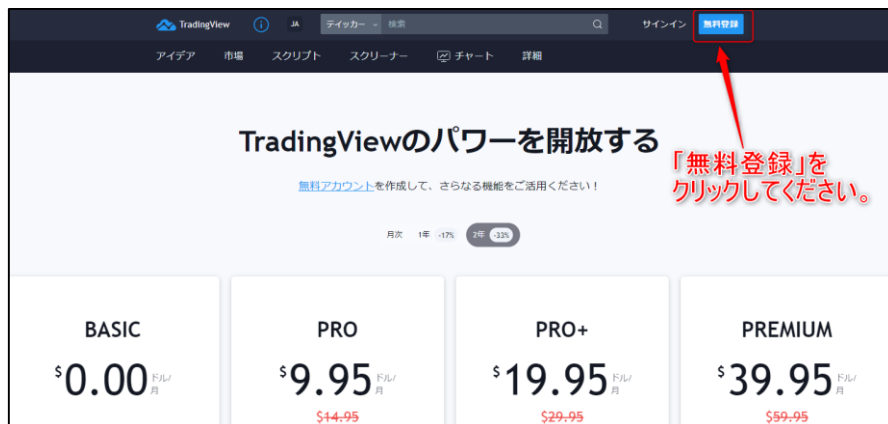 TradingView JA テイッカー 検索 サインイン 無料登録
アイデア 市場 スクリプト スクリーナー チャート 詳細
TradingViewのパワーを開放する
「無料登録」を
クリックしてください。
無料アカウントを作成して、さらなる機能をご活用ください！
月次 1年 -17% 2年 -33%
BASIC PRO PRO+ PREMIUM
$0.00 ドル/月 $9.95 ドル/月 $19.95 ドル/月 $39.95 ドル/月
$14.95 $29.95 $59.95